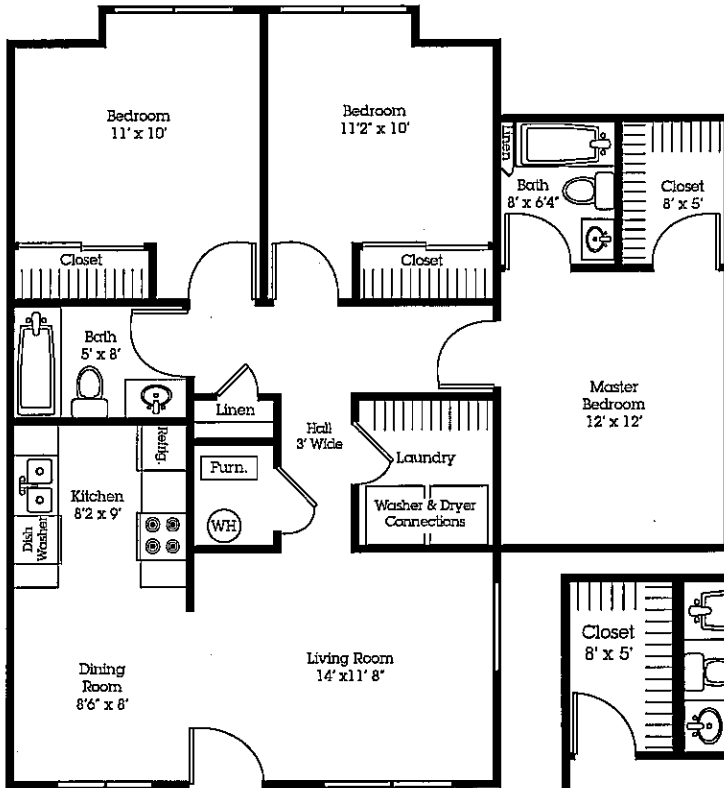 Bedroom
11' x 10'
Bedroom
11'2" x 10'
Linen
Bath
8' x 6'4"
Closet
8' x 5'
Closet
Closet
Bath
5' x 8'
Linen
Hall
3' Wide
Master
Bedroom
12' x 12'
Refrig.
Furn.
Laundry
Kitchen
8'2 x 9'
WH
Washer & Dryer
Connections
Dish
Washer
Dining
Room
8'6" x 8'
Living Room
14' x11' 8"
Closet
8' x 5'